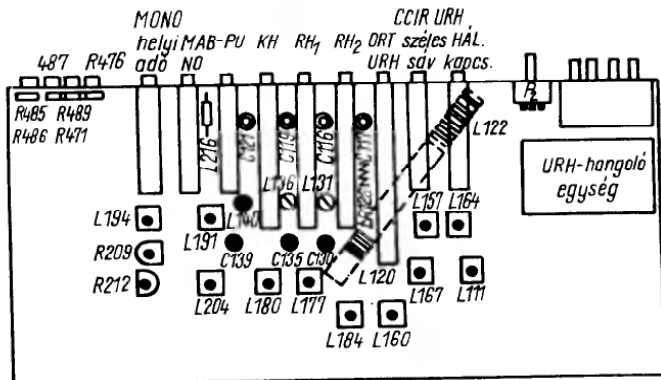 MONO CCIR URH
helyi MAB-PU KH RH1 RH2 ORT széles HÁL.
adó NO URH sáv kapcs.
487 R476
R485 R489
R486 R471
L216
C121
C119
C116
C111
L122
P2
URH-hangoló
egység
L136 L131
L157 L164
L194
L191
L140
R209
C139 C135 C130
L120
R212
L204 L180 L177
L167 L111
L184 L160